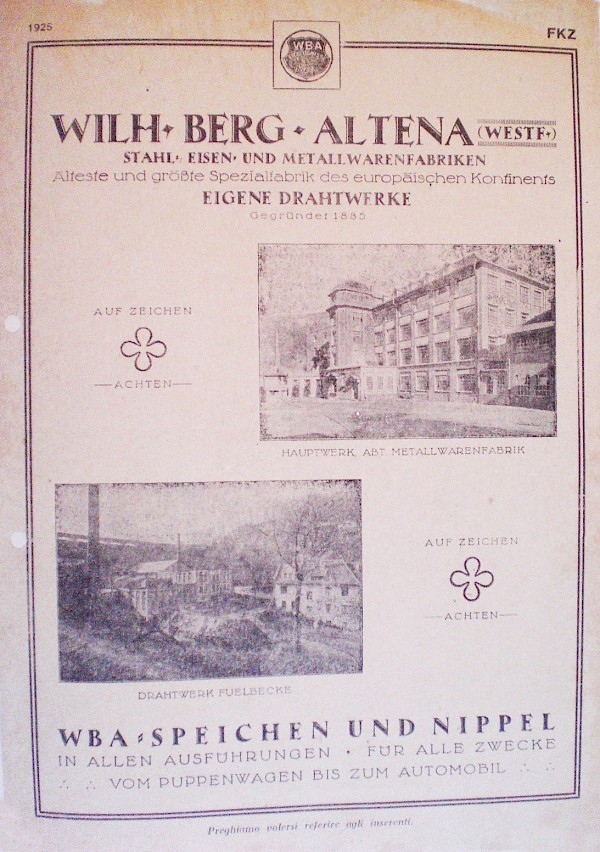 1925
FKZ
WBA
WILH· BERG · ALTENA (WESTF·)
STAHL-, EISEN- UND METALLWARENFABRIKEN
Älteste und größte Spezialfabrik des europäischen Kontinents
EIGENE DRAHTWERKE
Gegründet 1885
AUF ZEICHEN
ACHTEN
HAUPTWERK, ABT. METALLWARENFABRIK
AUF ZEICHEN
ACHTEN
DRAHTWERK FUELBECKE
WBA-SPEICHEN UND NIPPEL
IN ALLEN AUSFÜHRUNGEN · FÜR ALLE ZWECKE
VOM PUPPENWAGEN BIS ZUM AUTOMOBIL
Preghiamo volersi referire agli inserenti.